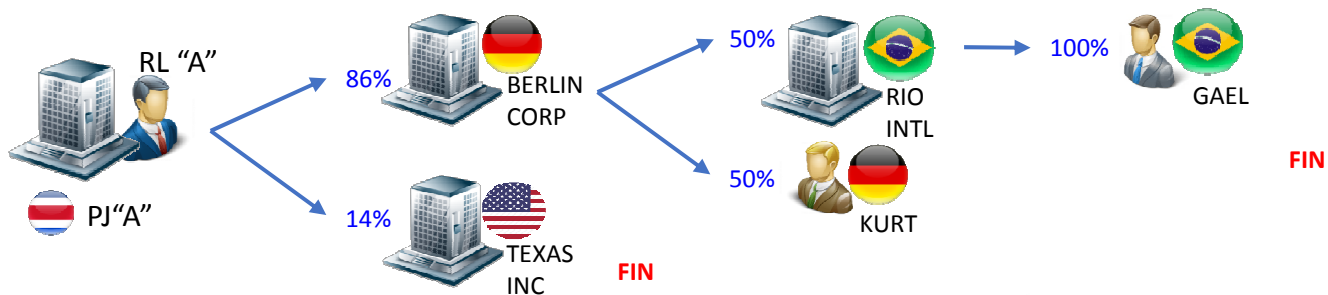 RL “A”
PJ“A”
86%
BERLIN
CORP
14%
TEXAS
INC
FIN
50%
RIO
INTL
50%
KURT
100%
GAEL
FIN